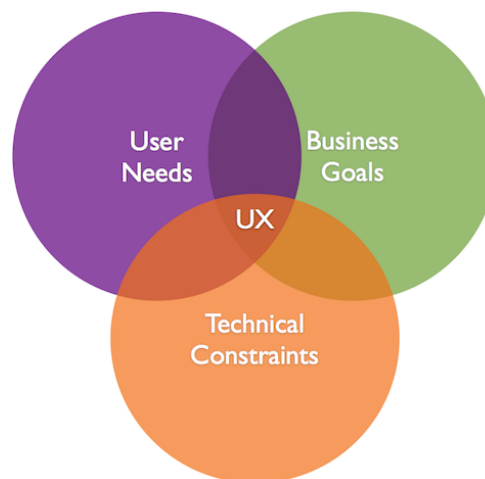 User
Needs
Business
Goals
UX
Technical
Constraints